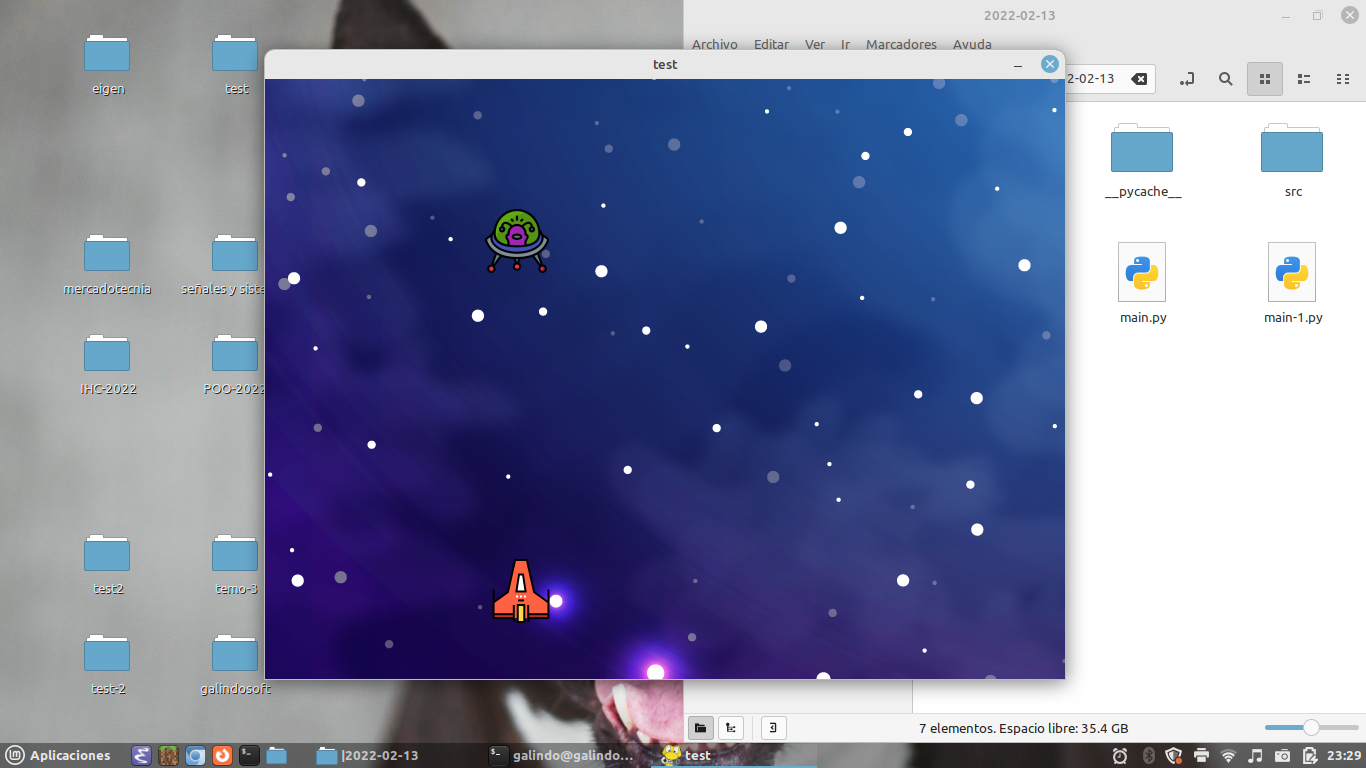 2022-02-13
Archivo Editar Ver Ir Marcadores Ayuda
test
2-02-13
eigen
test
__pycache__
src
mercadotecnia
señales y siste
main.py
main-1.py
IHC-2022
POO-2022
test2
temo-3
test-2
galindosoft
7 elementos. Espacio libre: 35.4 GB
Aplicaciones
|2022-02-13
galindo@galindo...
test
23:29